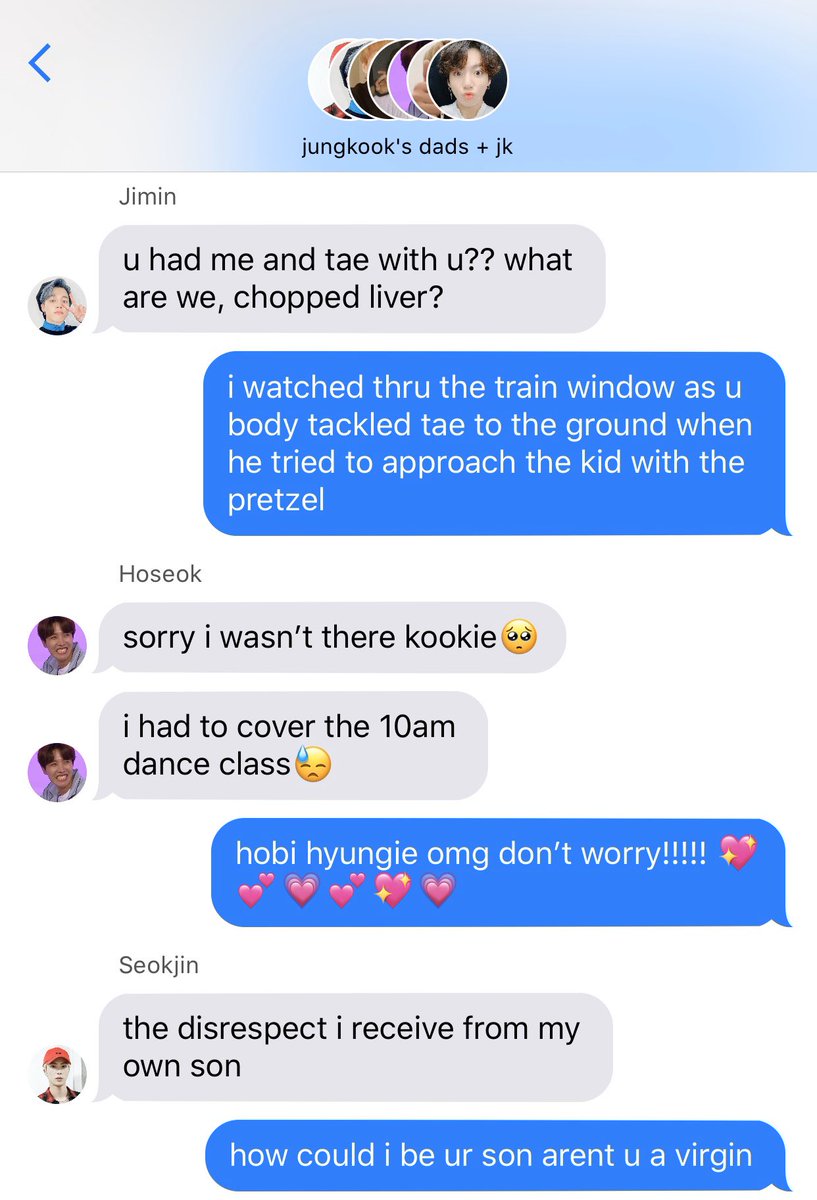 jungkook's dads + jk
Jimin
u had me and tae with u?? what
are we, chopped liver?
i watched thru the train window as u
body tackled tae to the ground when
he tried to approach the kid with the
pretzel
Hoseok
sorry i wasn’t there kookie🥺
i had to cover the 10am
dance class😓
hobi hyungie omg don’t worry!!!!! 💖
💕💗💕💖💗
Seokjin
the disrespect i receive from my
own son
how could i be ur son arent u a virgin